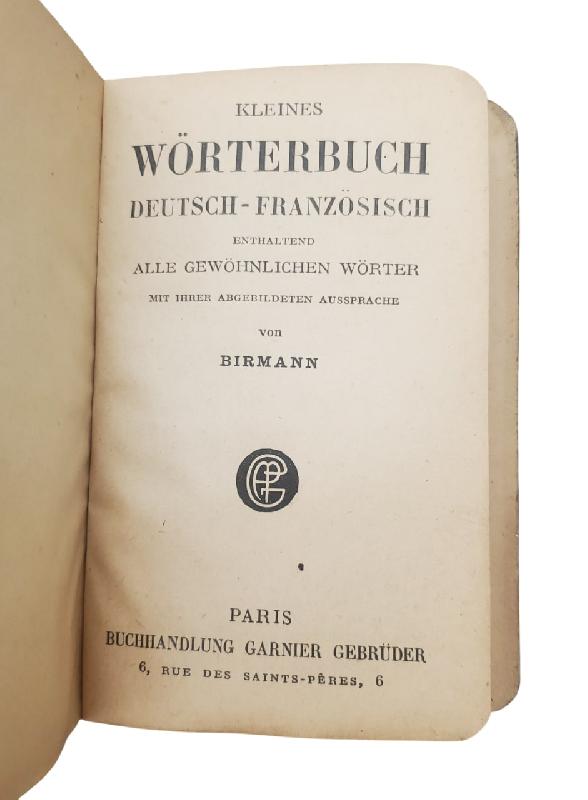 KLEINES
WÖRTERBUCH
DEUTSCH-FRANZÖSISCH
ENTHALTEND
ALLE GEWÖHNLICHEN WÖRTER
MIT IHRER ABGEBILDETEN AUSSPRACHE
von
BIRMANN
PARIS
BUCHHANDLUNG GARNIER GEBRÜDER
6, RUE DES SAINTS-PÊRES, 6